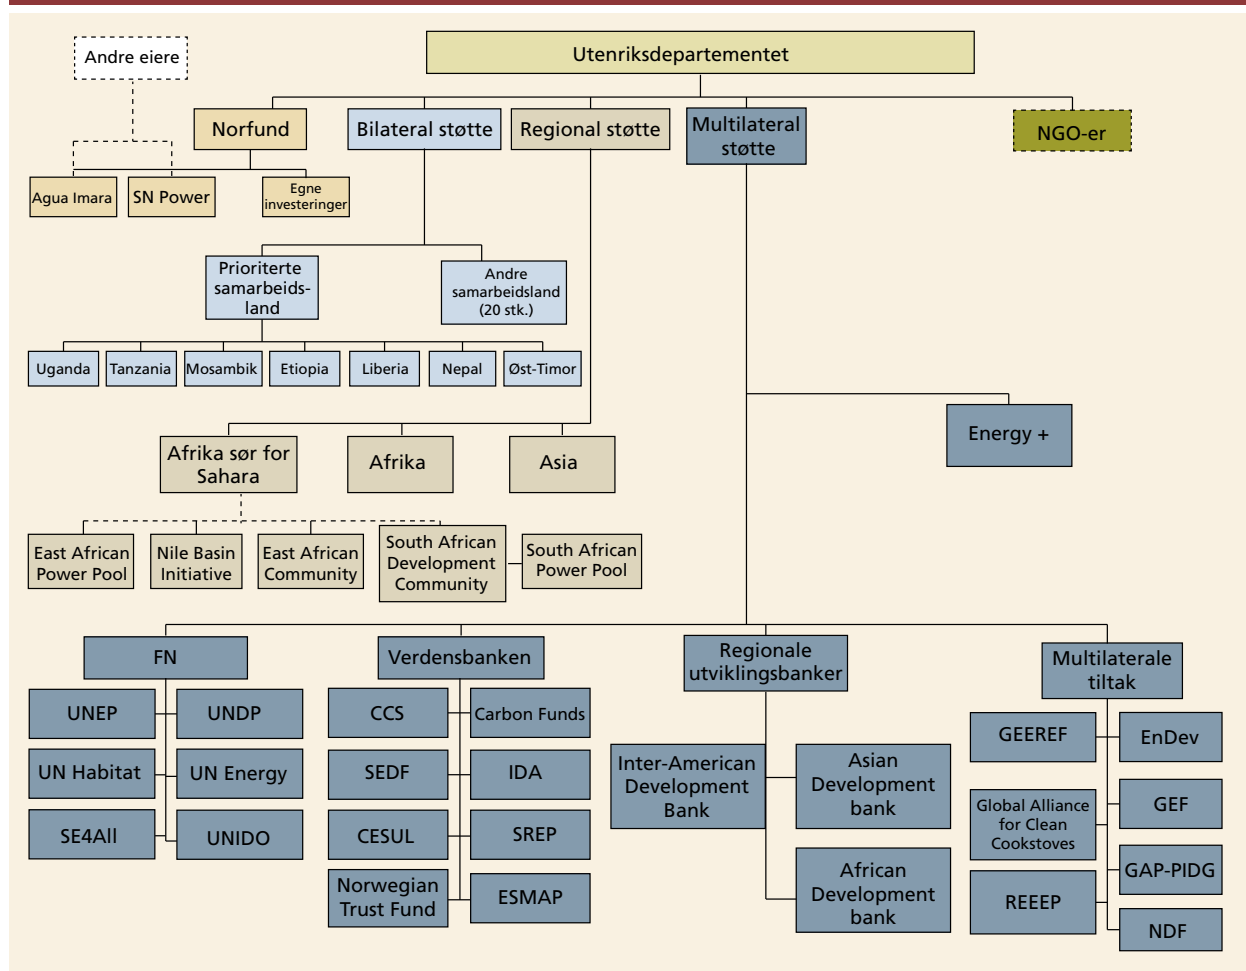 Andre eiere
Utenriksdepartementet
Norfund
Bilateral støtte
Regional støtte
Multilateral
støtte
NGO-er
Agua Imara
SN Power
Egne
investeringer
Prioriterte
samarbeids-
land
Andre
samarbeidsland
(20 stk.)
Uganda
Tanzania
Mosambik
Etiopia
Liberia
Nepal
Øst-Timor
Energy +
Afrika sør for
Sahara
Afrika
Asia
East African
Power Pool
Nile Basin
Initiative
East African
Community
South African
Development
Community
South African
Power Pool
FN
Verdensbanken
Regionale
utviklingsbanker
Multilaterale
tiltak
UNEP
UNDP
UN Habitat
UN Energy
SE4All
UNIDO
CCS
Carbon Funds
SEDF
IDA
CESUL
SREP
Norwegian
Trust Fund
ESMAP
Inter-American
Development
Bank
Asian
Development
bank
African
Development
bank
GEEREF
EnDev
Global Alliance
for Clean
Cookstoves
GEF
GAP-PIDG
REEEP
NDF